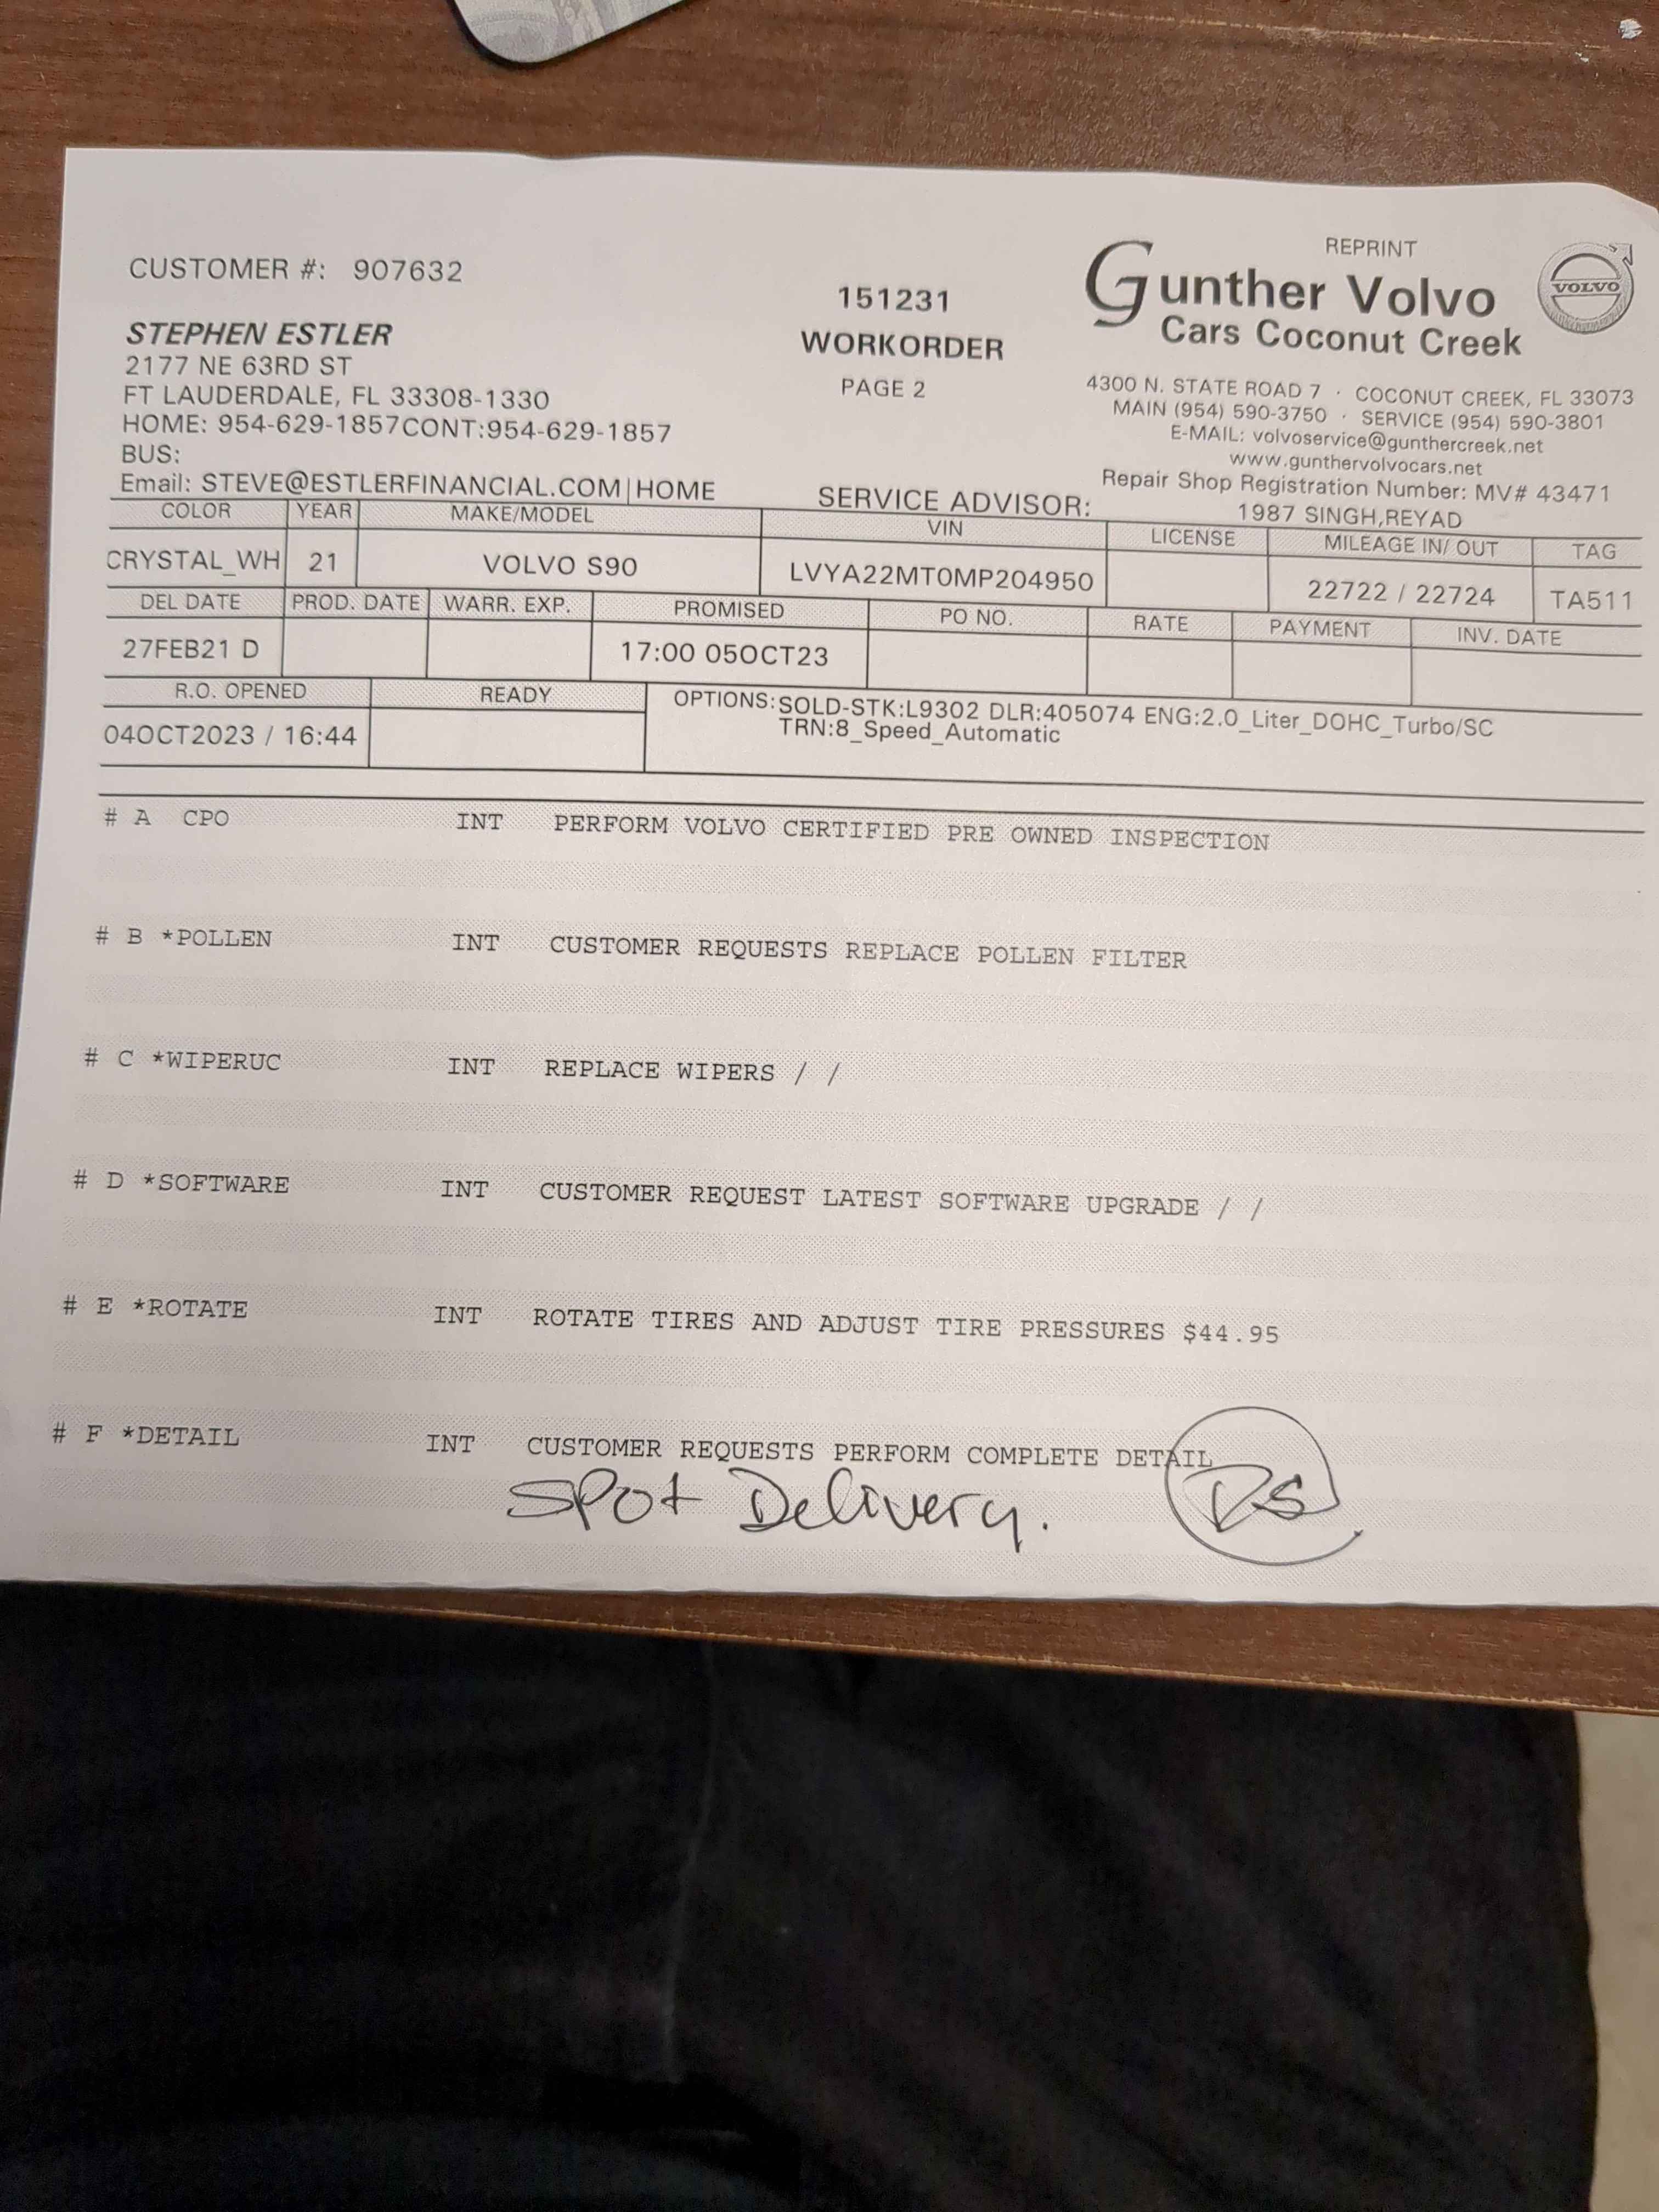 REPRINT
CUSTOMER #: 907632
151231
WORKORDER
PAGE 2
Gunther Volvo
Cars Coconut Creek
VOLVO
STEPHEN ESTLER
2177 NE 63RD ST
FT LAUDERDALE, FL 33308-1330
HOME: 954-629-1857CONT:954-629-1857
BUS:
Email: STEVE@ESTLERFINANCIAL.COM|HOME
4300 N. STATE ROAD 7 · COCONUT CREEK, FL 33073
MAIN (954) 590-3750 · SERVICE (954) 590-3801
E-MAIL: volvoservice@gunthercreek.net
www.gunthervolvocars.net
Repair Shop Registration Number: MV# 43471
SERVICE ADVISOR: 1987 SINGH,REYAD
COLOR YEAR MAKE/MODEL VIN LICENSE MILEAGE IN/ OUT TAG
CRYSTAL_WH 21 VOLVO S90 LVYA22MT0MP204950 22722 / 22724 TA511
DEL DATE PROD. DATE WARR. EXP. PROMISED PO NO. RATE PAYMENT INV. DATE
27FEB21 D 17:00 05OCT23
R.O. OPENED READY OPTIONS:SOLD-STK:L9302 DLR:405074 ENG:2.0_Liter_DOHC_Turbo/SC
TRN:8_Speed_Automatic
04OCT2023 / 16:44
# A CPO INT PERFORM VOLVO CERTIFIED PRE OWNED INSPECTION
# B *POLLEN INT CUSTOMER REQUESTS REPLACE POLLEN FILTER
# C *WIPERUC INT REPLACE WIPERS / /
# D *SOFTWARE INT CUSTOMER REQUEST LATEST SOFTWARE UPGRADE / /
# E *ROTATE INT ROTATE TIRES AND ADJUST TIRE PRESSURES $44.95
# F *DETAIL INT CUSTOMER REQUESTS PERFORM COMPLETE DETAIL
SPOt Delivery. DS